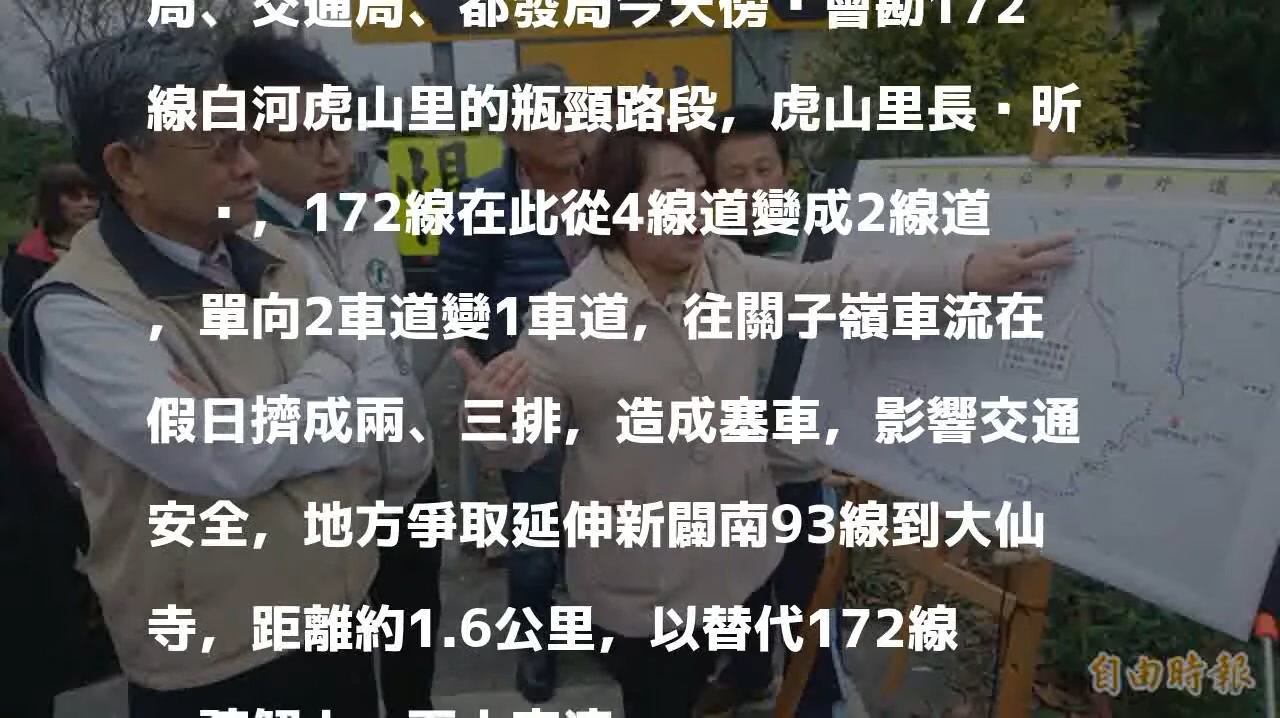 局、交通局、都發局今天傍·會勘172
線白河虎山里的瓶頸路段，虎山里長·昕
·，172線在此從4線道變成2線道
，單向2車道變1車道，往關子嶺車流在
假日擠成兩、三排，造成塞車，影響交通
安全，地方爭取延伸新闢南93線到大仙
寺，距離約1.6公里，以替代172線
自由時報